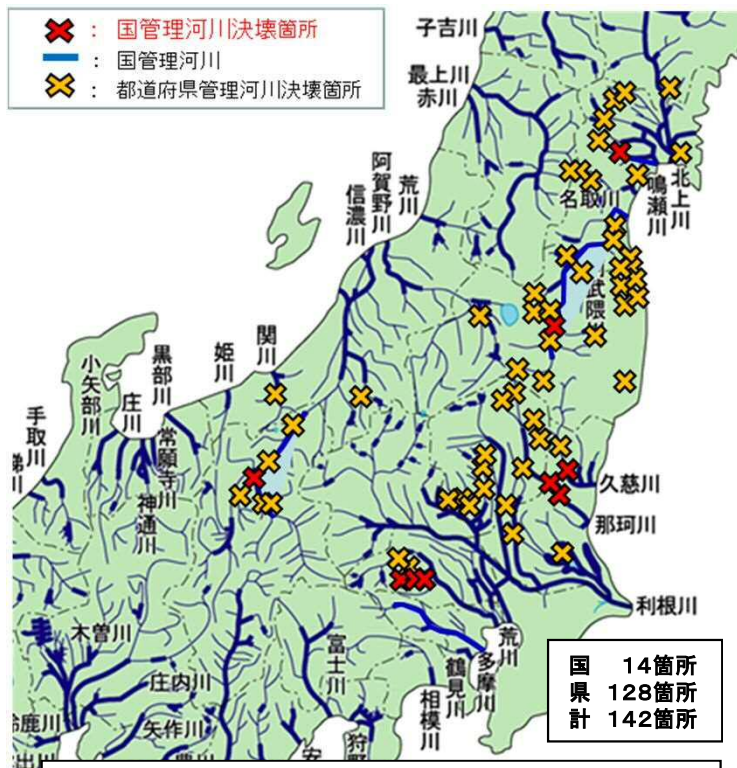 : 国管理河川決壊箇所
: 国管理河川
: 都道府県管理河川決壊箇所
子吉川
最上川
赤川
荒川
阿賀野川
信濃川
名取川
鳴瀬川
北上川
武隈
関川
姫川
黒部川
小矢部川
庄川
常願寺川
神通川
手取川
久慈川
那珂川
利根川
荒川
多摩川
鶴見川
相模川
富士川
木曽川
庄内川
矢作川
鈴鹿川
国 14箇所
県 128箇所
計 142箇所